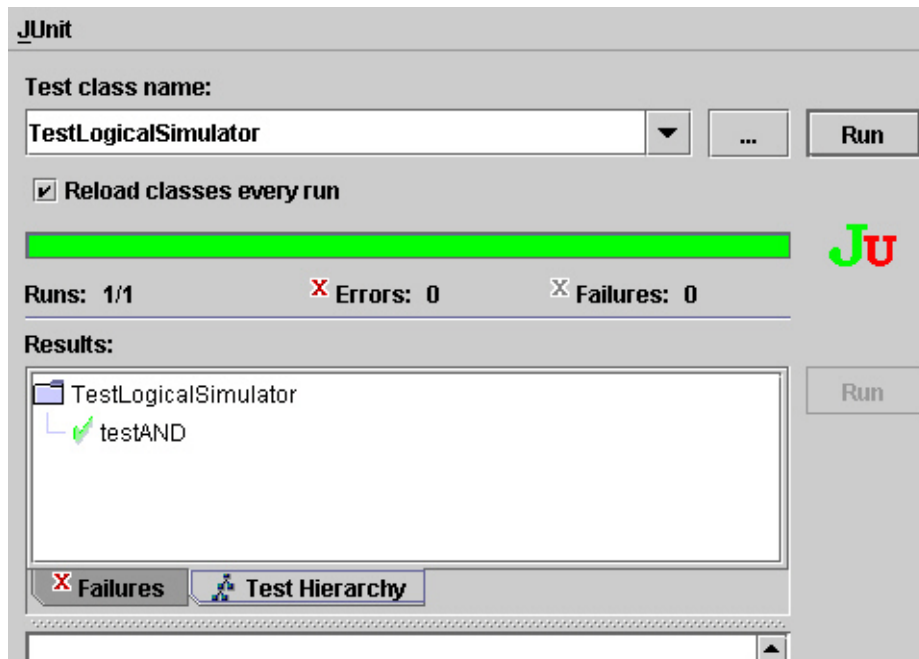 JUnit
Test class name:
TestLogicalSimulator ... Run
Reload classes every run
JU
Runs: 1/1 X Errors: 0 X Failures: 0
Results:
TestLogicalSimulator Run
testAND
X Failures Test Hierarchy